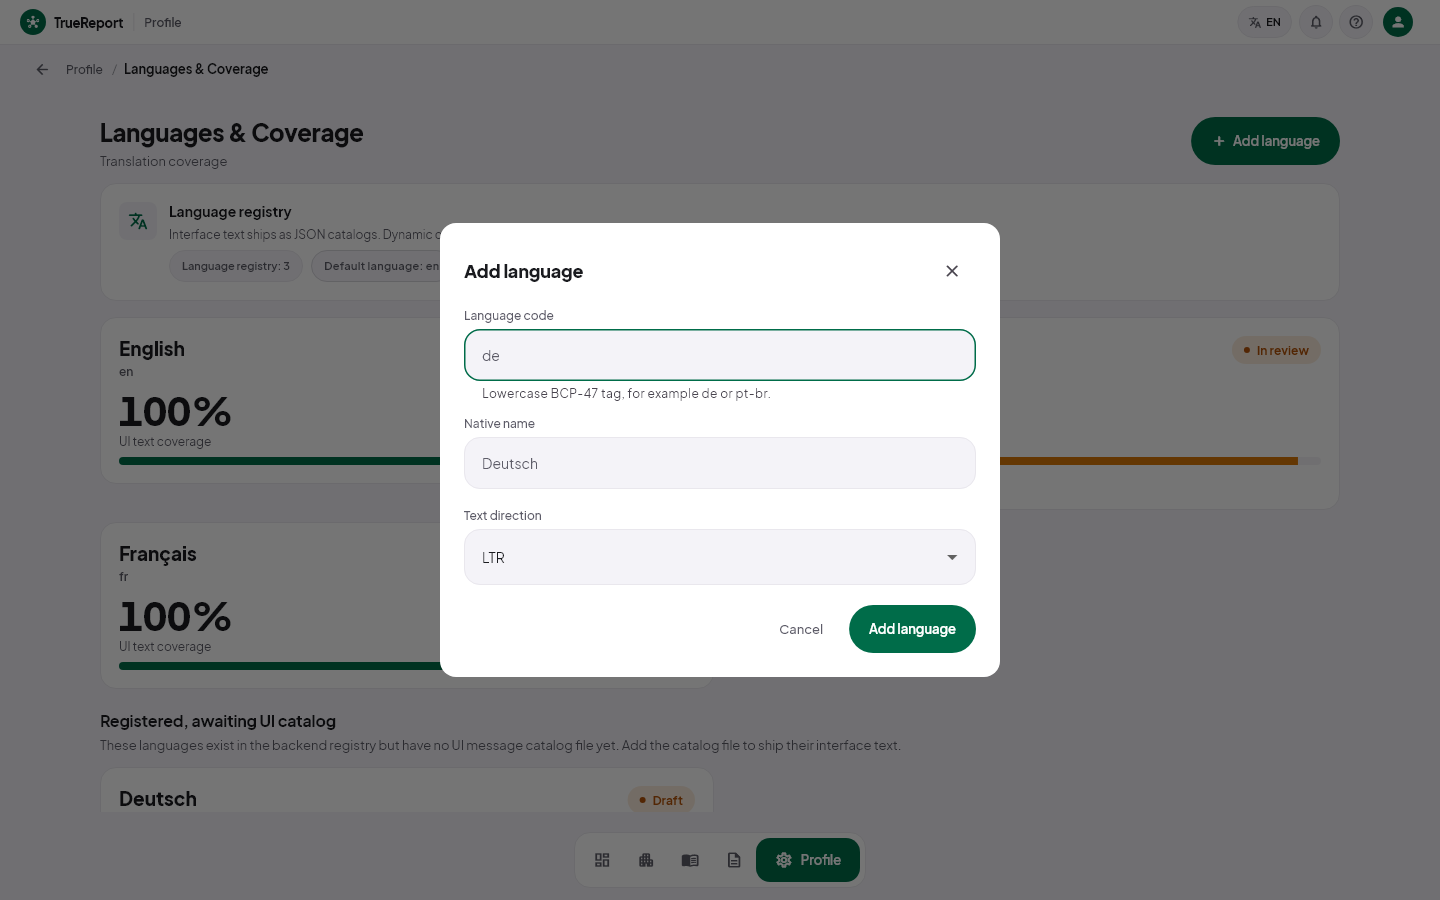 TrueReport
Profile
EN
Profile / Languages & Coverage
Languages & Coverage
Translation coverage
+ Add language
Language registry
Interface text ships as JSON catalogs. Dynamic
Language registry: 3
Default language: en
English
en
100%
UI text coverage
In review
Français
fr
100%
UI text coverage
Add language
Language code
de
Lowercase BCP-47 tag, for example de or pt-br.
Native name
Deutsch
Text direction
LTR
Cancel
Add language
Registered, awaiting UI catalog
These languages exist in the backend registry but have no UI message catalog file yet. Add the catalog file to ship their interface text.
Deutsch
Draft
Profile